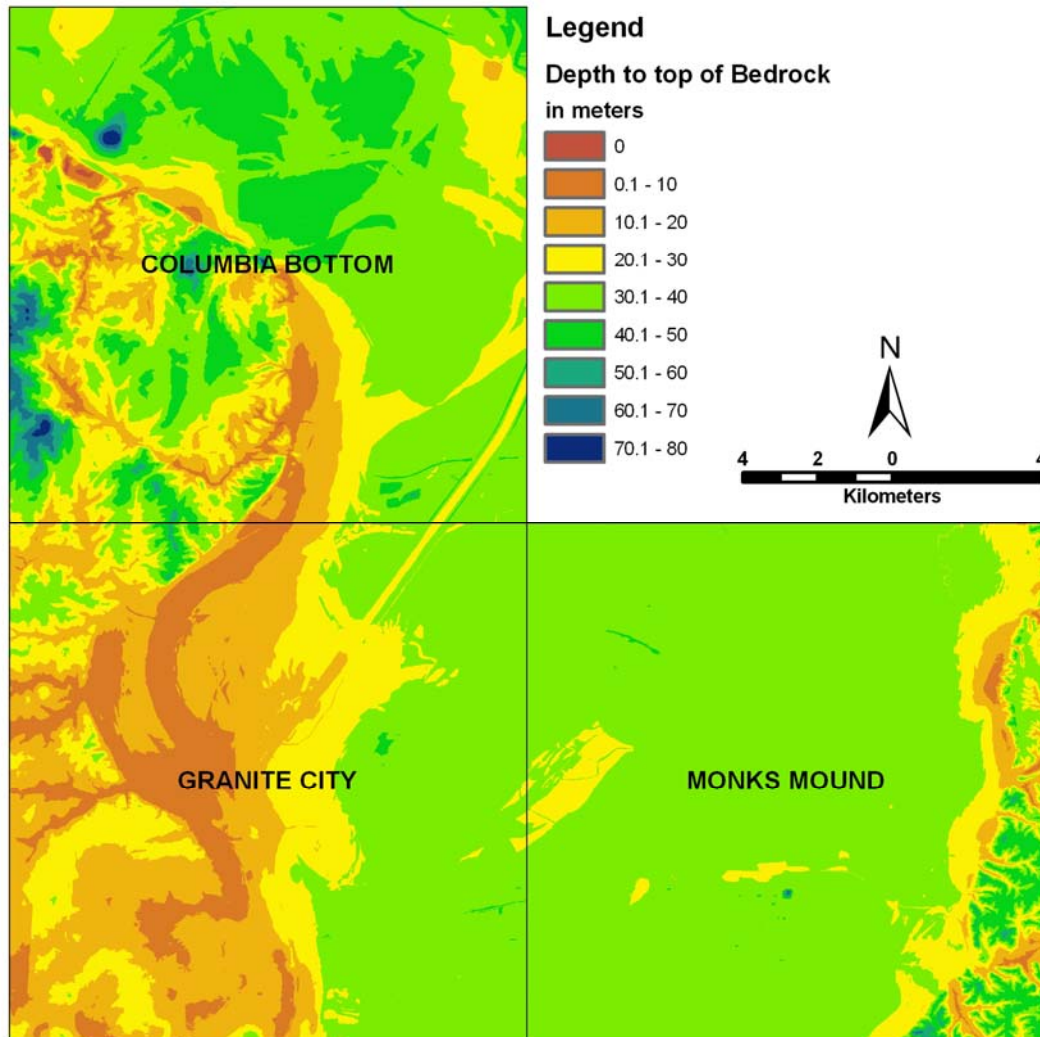 Legend
Depth to top of Bedrock
in meters
0
0.1 - 10
10.1 - 20
20.1 - 30
30.1 - 40
40.1 - 50
50.1 - 60
60.1 - 70
70.1 - 80
N
4 2 0 4
Kilometers
COLUMBIA BOTTOM
GRANITE CITY
MONKS MOUND